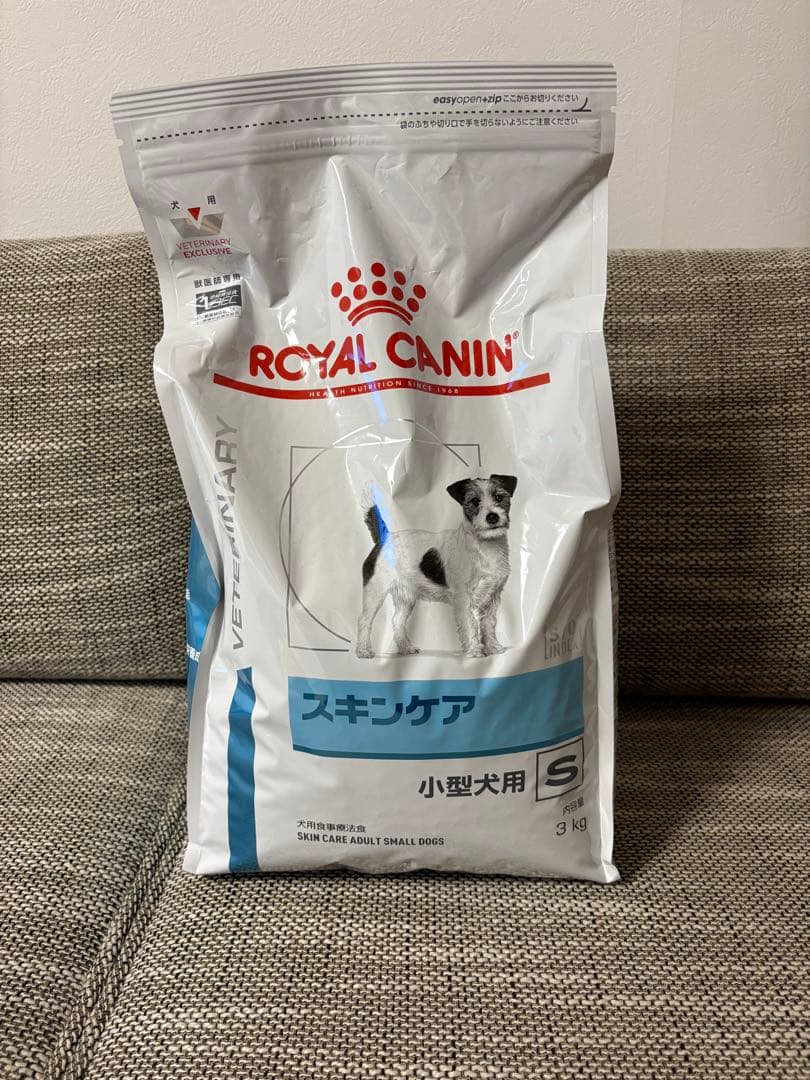 easyopen+zip ここからお切りください
袋のふちや切り口で手を切らないようにご注意ください
犬 用
VETERINARY
EXCLUSIVE
獣医師専用
ROYAL CANIN®
HEALTH NUTRITION SINCE 1968
VETERINARY
S/O
INDEX
スキンケア
小型犬用 S
内容量
3 kg
犬用食事療法食
SKIN CARE ADULT SMALL DOGS